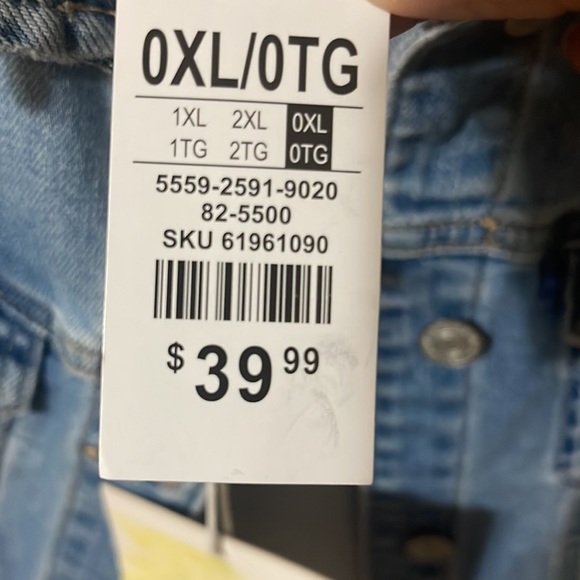 0XL/0TG
1XL 2XL 0XL
1TG 2TG 0TG
5559-2591-9020
82-5500
SKU 61961090
$39 99